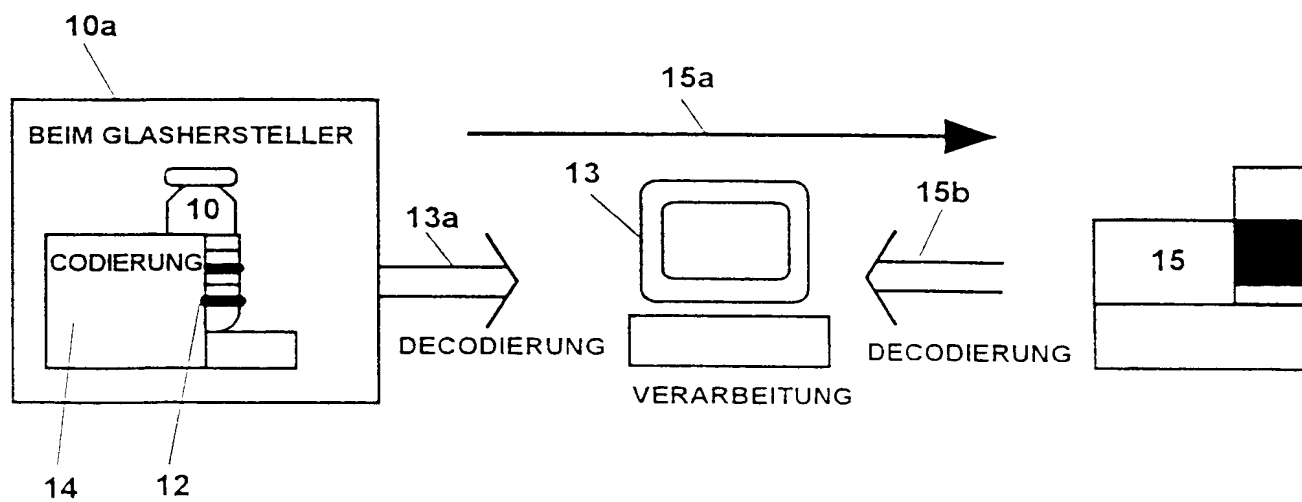 10a
15a
BEIM GLASHERSTELLER
13
15b
10
13a
CODIERUNG
15
DECODIERUNG
DECODIERUNG
VERARBEITUNG
14
12